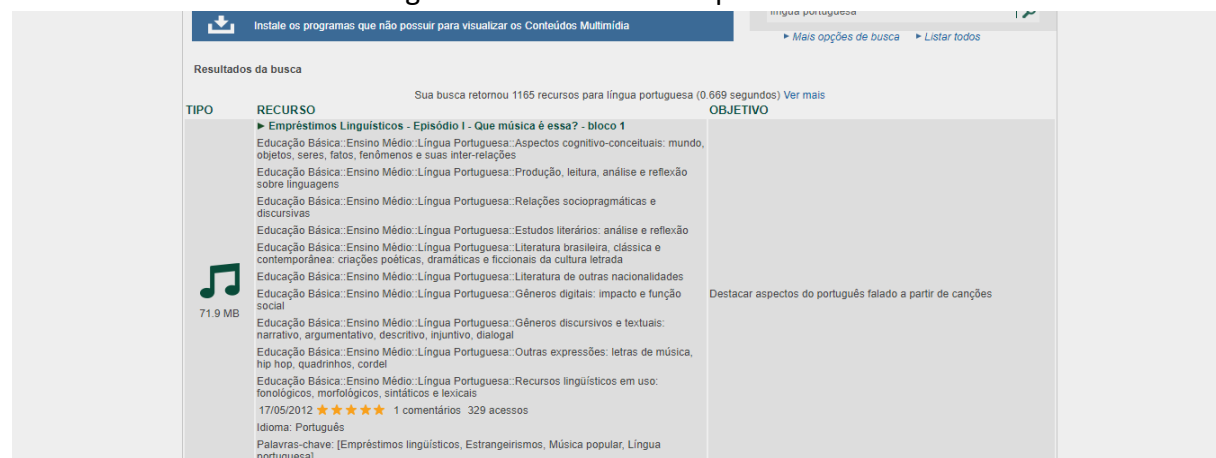 Instale os programas que não possuir para visualizar os Conteúdos Multimídia
língua portuguesa
► Mais opções de busca ► Listar todos
Resultados da busca
Sua busca retornou 1165 recursos para língua portuguesa (0.669 segundos) Ver mais
TIPO RECURSO OBJETIVO
► Empréstimos Linguísticos - Episódio I - Que música é essa? - bloco 1
Educação Básica::Ensino Médio::Língua Portuguesa::Aspectos cognitivo-conceituais: mundo,
objetos, seres, fatos, fenômenos e suas inter-relações
Educação Básica::Ensino Médio::Língua Portuguesa::Produção, leitura, análise e reflexão
sobre linguagens
Educação Básica::Ensino Médio::Língua Portuguesa::Relações sociopragmáticas e
discursivas
Educação Básica::Ensino Médio::Língua Portuguesa::Estudos literários: análise e reflexão
Educação Básica::Ensino Médio::Língua Portuguesa::Literatura brasileira, clássica e
contemporânea: criações poéticas, dramáticas e ficcionais da cultura letrada
Educação Básica::Ensino Médio::Língua Portuguesa::Literatura de outras nacionalidades
Educação Básica::Ensino Médio::Língua Portuguesa::Gêneros digitais: impacto e função
social
Destacar aspectos do português falado a partir de canções
71.9 MB
Educação Básica::Ensino Médio::Língua Portuguesa::Gêneros discursivos e textuais:
narrativo, argumentativo, descritivo, injuntivo, dialogal
Educação Básica::Ensino Médio::Língua Portuguesa::Outras expressões: letras de música,
hip hop, quadrinhos, cordel
Educação Básica::Ensino Médio::Língua Portuguesa::Recursos lingüísticos em uso:
fonológicos, morfológicos, sintáticos e lexicais
17/05/2012 ★★★★★ 1 comentários 329 acessos
Idioma: Português
Palavras-chave: [Empréstimos lingüísticos, Estrangeirismos, Música popular, Língua
portuguesa]